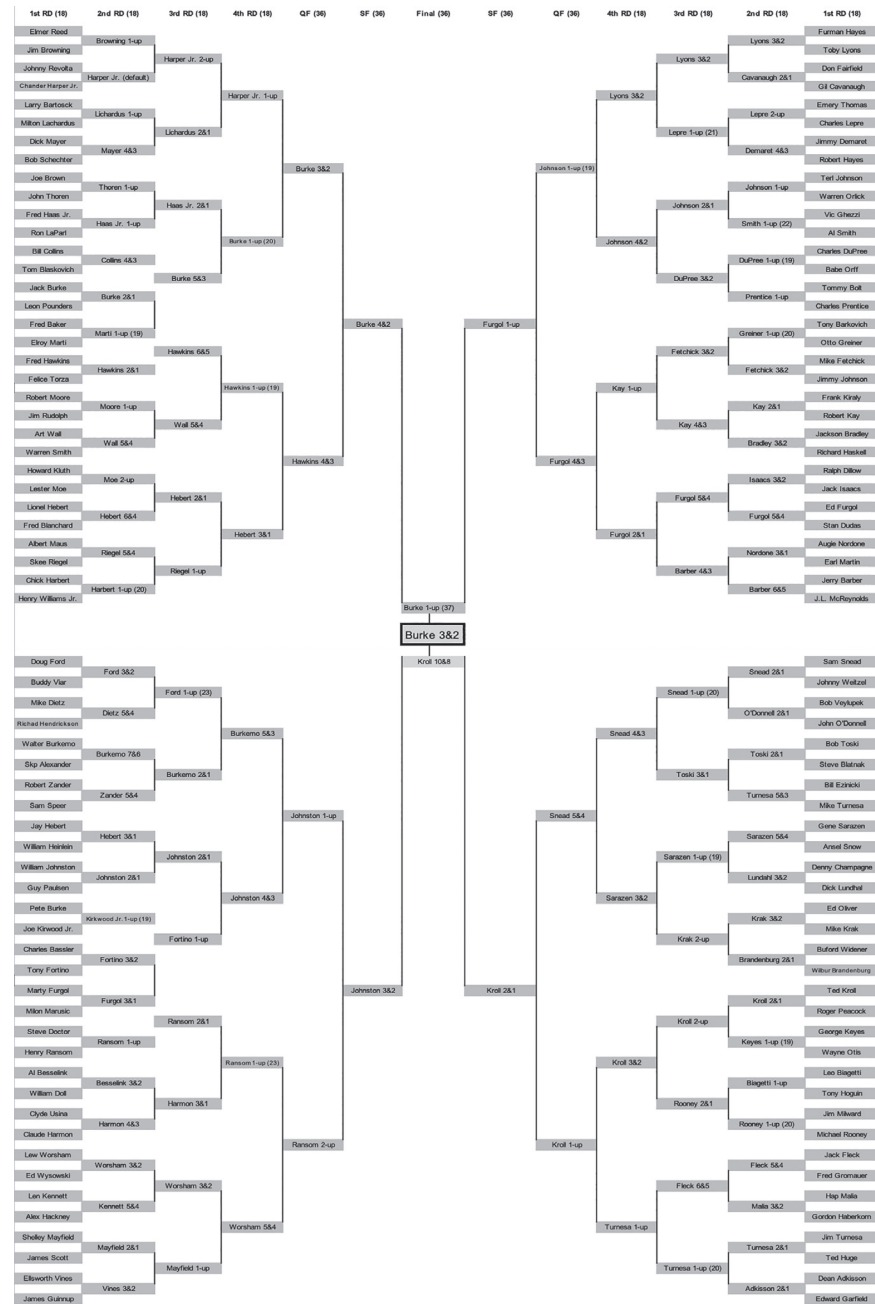 1st RD (18) 2nd RD (18) 3rd RD (18) 4th RD (18) QF (36) SF (36) Final (36) SF (36) QF (36) 4th RD (18) 3rd RD (18) 2nd RD (18) 1st RD (18)
Elmer Reed
Jim Browning
Johnny Revolta
Chander Harper Jr.
Larry Bartosck
Milton Lachardus
Dick Mayer
Bob Schechter
Joe Brown
John Thoren
Fred Haas Jr.
Ron LaParl
Bill Collins
Tom Blaskovich
Jack Burke
Leon Pounders
Fred Baker
Elroy Marti
Fred Hawkins
Felice Torza
Robert Moore
Jim Rudolph
Art Wall
Warren Smith
Howard Kluth
Lester Moe
Lionel Hebert
Fred Blanchard
Albert Maus
Skee Riegel
Chick Harbert
Henry Williams Jr.
Browning 1-up
Harper Jr. (default)
Lichardus 1-up
Mayer 4&3
Thoren 1-up
Haas Jr. 1-up
Collins 4&3
Burke 2&1
Marti 1-up (19)
Hawkins 2&1
Moore 1-up
Wall 5&4
Moe 2-up
Hebert 6&4
Riegel 5&4
Harbert 1-up (20)
Harper Jr. 2-up
Lichardus 2&1
Haas Jr. 2&1
Burke 5&3
Hawkins 6&5
Wall 5&4
Hebert 2&1
Riegel 1-up
Harper Jr. 1-up
Burke 1-up (20)
Hawkins 1-up (19)
Hebert 3&1
Burke 3&2
Hawkins 4&3
Burke 4&2
Burke 1-up (37)
Burke 3&2
Kroll 10&8
Furgol 1-up
Johnson 1-up (19)
Furgol 4&3
Lyons 3&2
Johnson 4&2
Kay 1-up
Furgol 2&1
Lyons 3&2
Lepre 1-up (21)
Johnson 2&1
DuPree 3&2
Fetchick 3&2
Kay 4&3
Furgol 5&4
Barber 4&3
Lyons 3&2
Cavanaugh 2&1
Lepre 2-up
Demaret 4&3
Johnson 1-up
Smith 1-up (22)
DuPree 1-up (19)
Prentice 1-up
Greiner 1-up (20)
Fetchick 3&2
Kay 2&1
Bradley 3&2
Isaacs 3&2
Furgol 5&4
Nordone 3&1
Barber 6&5
Furman Hayes
Toby Lyons
Don Fairfield
Gil Cavanaugh
Emery Thomas
Charles Lepre
Jimmy Demaret
Robert Hayes
Terl Johnson
Warren Orlick
Vic Ghezzi
Al Smith
Charles DuPree
Babe Orff
Tommy Bolt
Charles Prentice
Tony Barkovich
Otto Greiner
Mike Fetchick
Jimmy Johnson
Frank Kiraly
Robert Kay
Jackson Bradley
Richard Haskell
Ralph Dillow
Jack Isaacs
Ed Furgol
Stan Dudas
Augie Nordone
Earl Martin
Jerry Barber
J.L. McReynolds
Doug Ford
Buddy Viar
Mike Dietz
Richad Hendrickson
Walter Burkemo
Skp Alexander
Robert Zander
Sam Speer
Jay Hebert
William Heinlein
William Johnston
Guy Paulsen
Pete Burke
Joe Kirwood Jr.
Charles Bassler
Tony Fortino
Marty Furgol
Milon Marusic
Steve Doctor
Henry Ransom
Al Besselink
William Doll
Clyde Usina
Claude Harmon
Lew Worsham
Ed Wysowski
Len Kennett
Alex Hackney
Shelley Mayfield
James Scott
Ellsworth Vines
James Guinnup
Ford 3&2
Dietz 5&4
Burkemo 7&6
Zander 5&4
Hebert 3&1
Johnston 2&1
Kirkwood Jr. 1-up (19)
Fortino 3&2
Furgol 3&1
Ransom 1-up
Besselink 3&2
Harmon 4&3
Worsham 3&2
Kennett 5&4
Mayfield 2&1
Vines 3&2
Ford 1-up (23)
Burkemo 2&1
Johnston 2&1
Fortino 1-up
Ransom 2&1
Harmon 3&1
Worsham 3&2
Mayfield 1-up
Burkemo 5&3
Johnston 4&3
Ransom 1-up (23)
Worsham 5&4
Johnston 1-up
Ransom 2-up
Johnston 3&2
Kroll 2&1
Snead 5&4
Kroll 1-up
Snead 4&3
Sarazen 3&2
Kroll 3&2
Turnesa 1-up
Snead 1-up (20)
Toski 3&1
Sarazen 1-up (19)
Krak 2-up
Kroll 2-up
Rooney 2&1
Fleck 6&5
Turnesa 1-up (20)
Snead 2&1
O'Donnell 2&1
Toski 2&1
Turnesa 5&3
Sarazen 5&4
Lundahl 3&2
Krak 3&2
Brandenburg 2&1
Kroll 2&1
Keyes 1-up (19)
Biagetti 1-up
Rooney 1-up (20)
Fleck 5&4
Malia 3&2
Turnesa 2&1
Adkisson 2&1
Sam Snead
Johnny Weitzel
Bob Veylupek
John O'Donnell
Bob Toski
Steve Blatnak
Bill Ezinicki
Mike Turnesa
Gene Sarazen
Ansel Snow
Denny Champagne
Dick Lundhal
Ed Oliver
Mike Krak
Buford Widener
Wilbur Brandenburg
Ted Kroll
Roger Peacock
George Keyes
Wayne Otis
Leo Biagetti
Tony Hoguin
Jim Milward
Michael Rooney
Jack Fleck
Fred Gromauer
Hap Malia
Gordon Haberkorn
Jim Turnesa
Ted Huge
Dean Adkisson
Edward Garfield